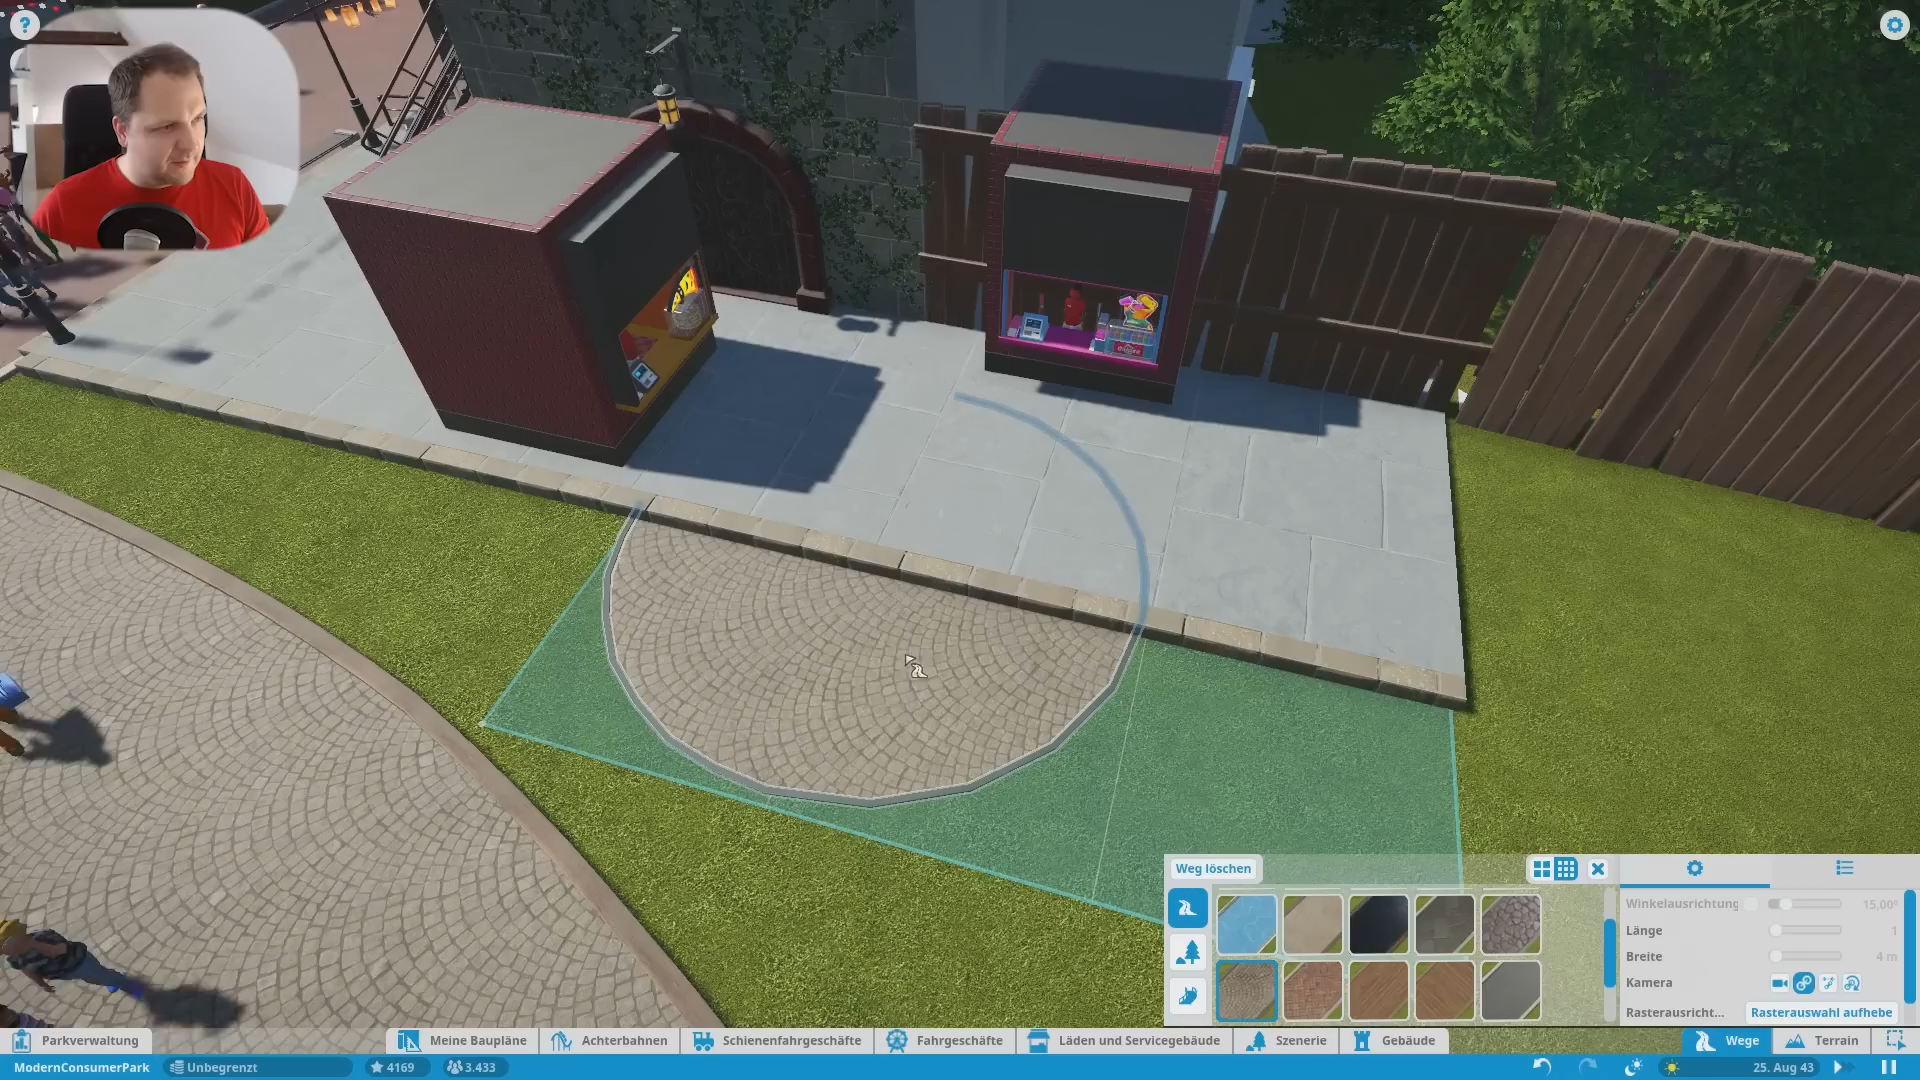 ?
Weg löschen
Winkelausrichtung 15,00°
Länge 1
Breite 4 m
Kamera
Rasterausricht... Rasterauswahl aufhebe
Parkverwaltung
Meine Baupläne
Achterbahnen
Schienenfahrgeschäfte
Fahrgeschäfte
Läden und Servicegebäude
Szenerie
Gebäude
Wege
Terrain
ModernConsumerPark
Unbegrenzt
4169
3.433
25. Aug 43